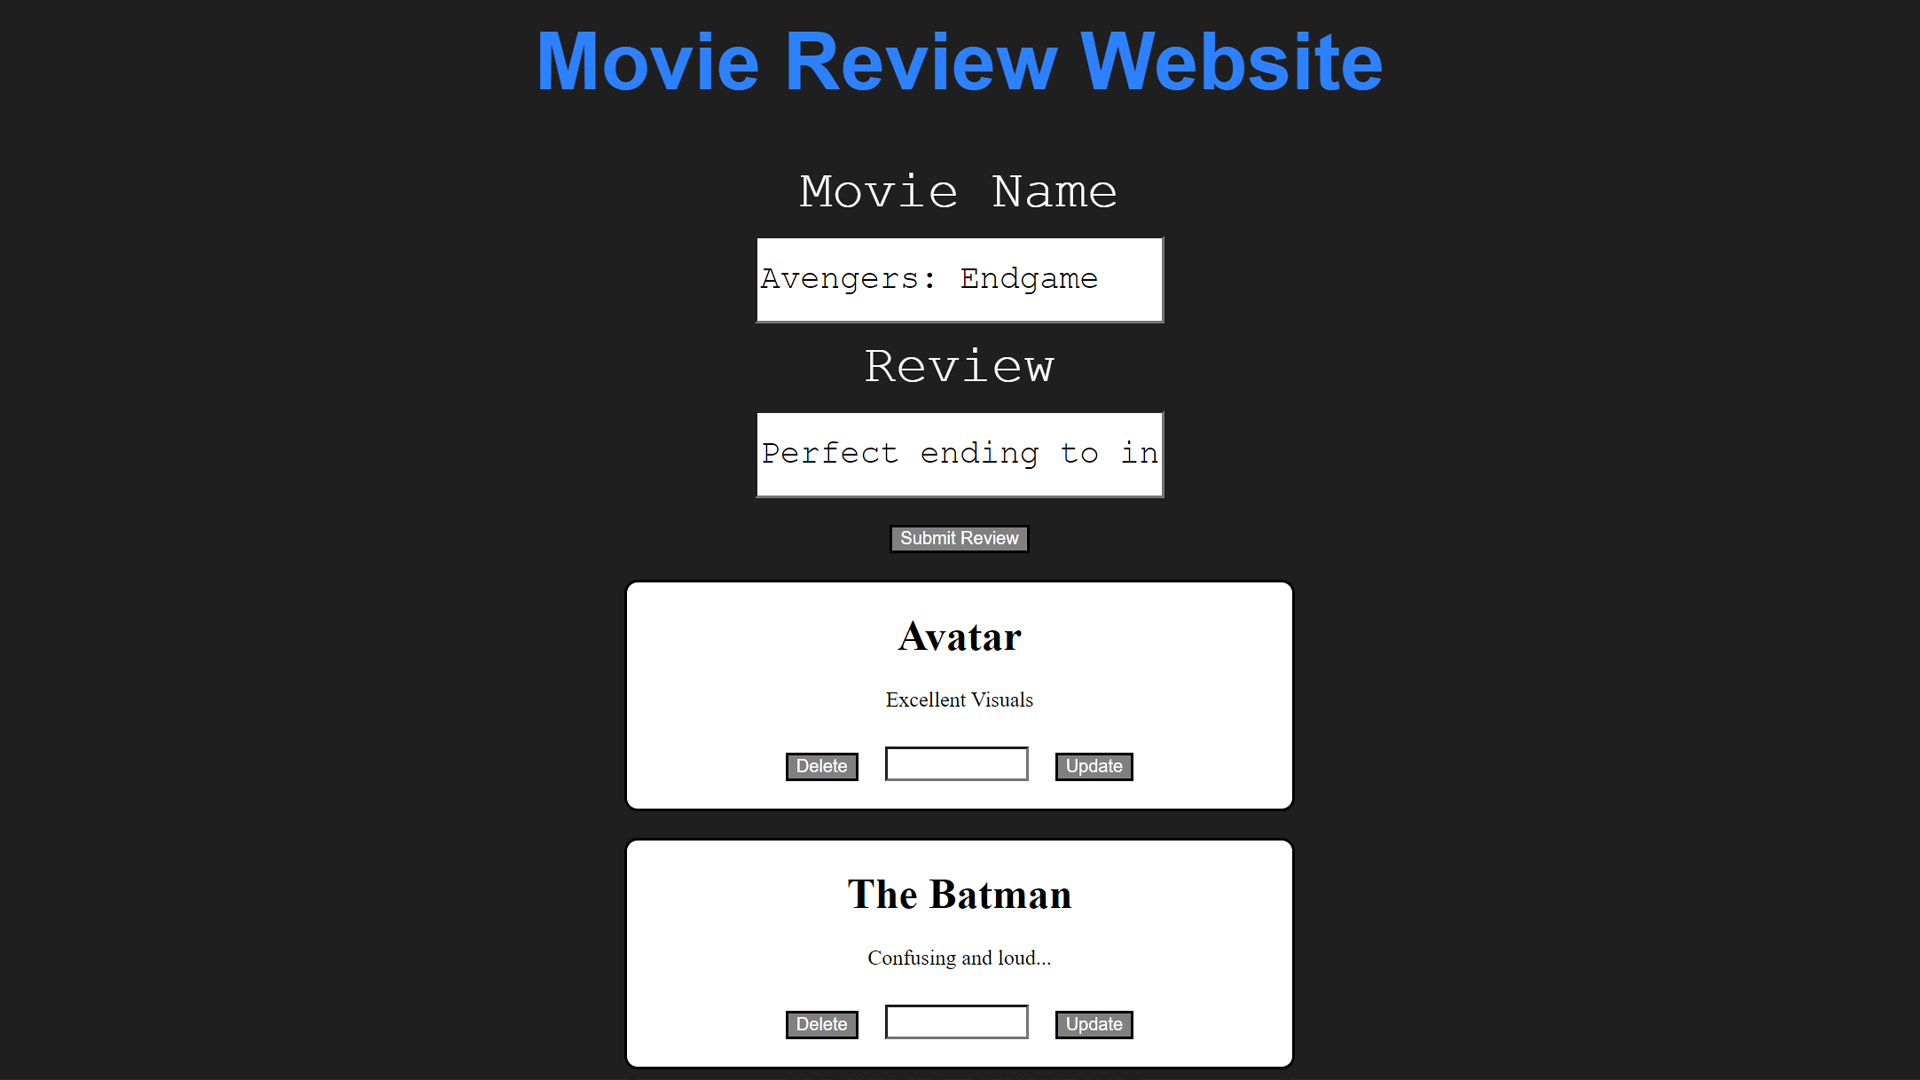 Movie Review Website
Movie Name
Avengers: Endgame
Review
Perfect ending to in
Submit Review
Avatar
Excellent Visuals
Delete
Update
The Batman
Confusing and loud...
Delete
Update